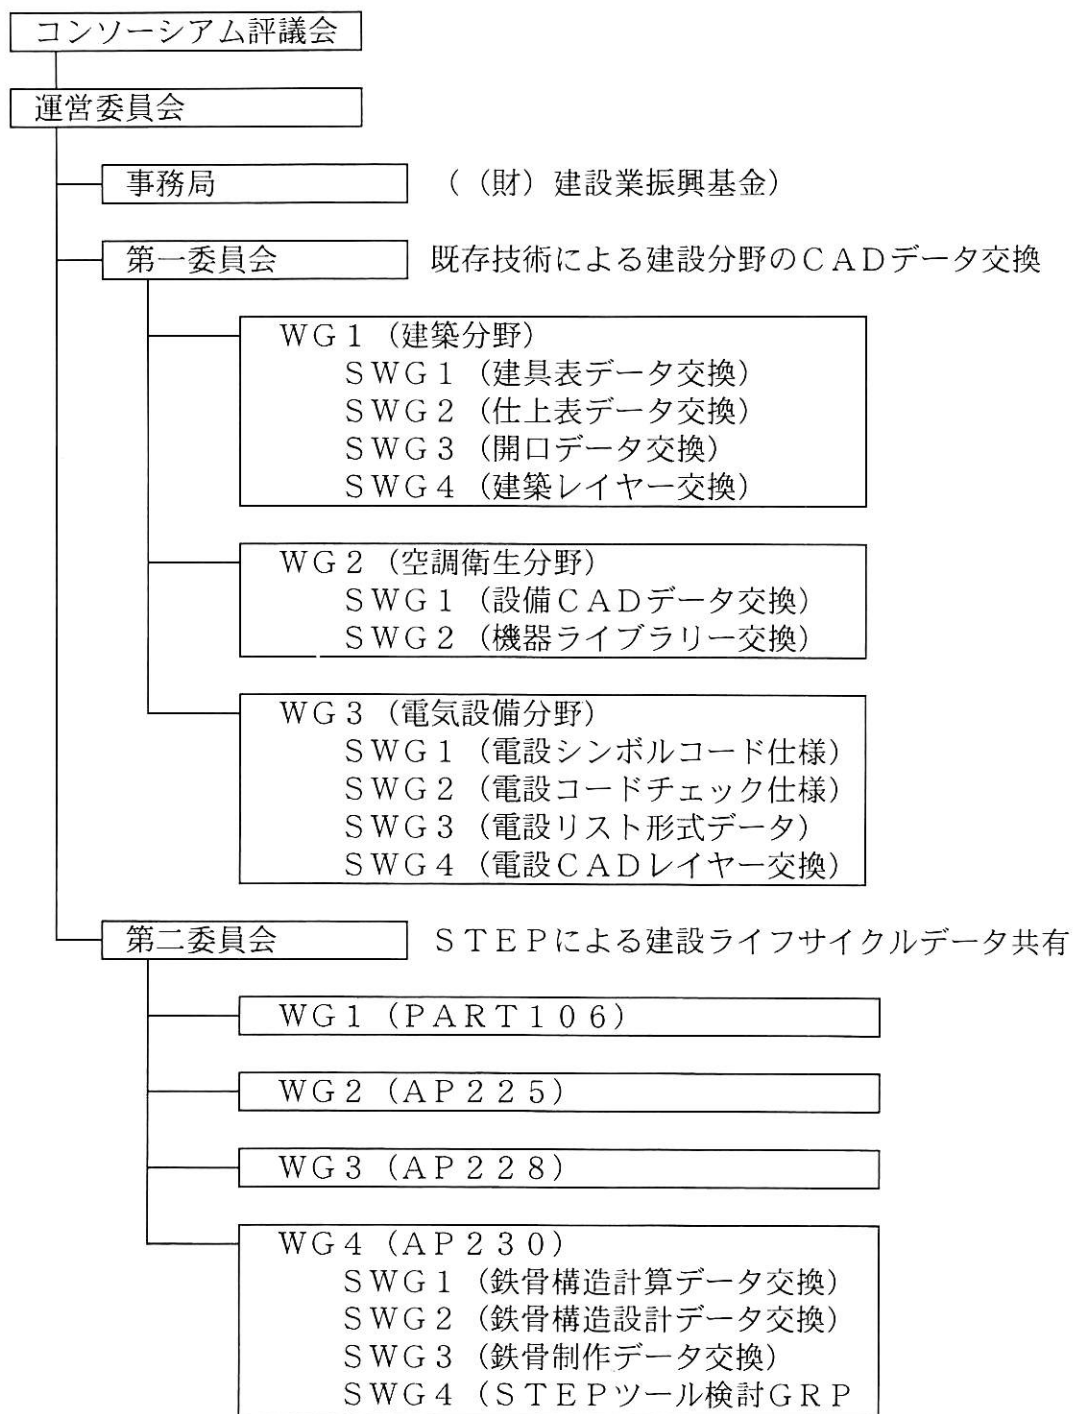 コンソーシアム評議会
運営委員会
事務局 （（財）建設業振興基金）
第一委員会 既存技術による建設分野のＣＡＤデータ交換
ＷＧ１（建築分野）
ＳＷＧ１（建具表データ交換）
ＳＷＧ２（仕上表データ交換）
ＳＷＧ３（開口データ交換）
ＳＷＧ４（建築レイヤー交換）
ＷＧ２（空調衛生分野）
ＳＷＧ１（設備ＣＡＤデータ交換）
ＳＷＧ２（機器ライブラリー交換）
ＷＧ３（電気設備分野）
ＳＷＧ１（電設シンボルコード仕様）
ＳＷＧ２（電設コードチェック仕様）
ＳＷＧ３（電設リスト形式データ）
ＳＷＧ４（電設ＣＡＤレイヤー交換）
第二委員会 ＳＴＥＰによる建設ライフサイクルデータ共有
ＷＧ１（ＰＡＲＴ１０６）
ＷＧ２（ＡＰ２２５）
ＷＧ３（ＡＰ２２８）
ＷＧ４（ＡＰ２３０）
ＳＷＧ１（鉄骨構造計算データ交換）
ＳＷＧ２（鉄骨構造設計データ交換）
ＳＷＧ３（鉄骨制作データ交換）
ＳＷＧ４（ＳＴＥＰツール検討ＧＲＰ